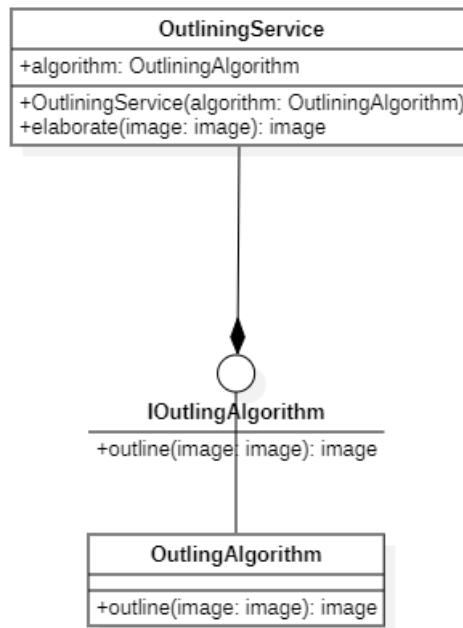 OutliningService
+algorithm: OutliningAlgorithm
+OutliningService(algorithm: OutliningAlgorithm)
+elaborate(image: image): image
IOutlingAlgorithm
+outline(image: image): image
OutlingAlgorithm
+outline(image: image): image